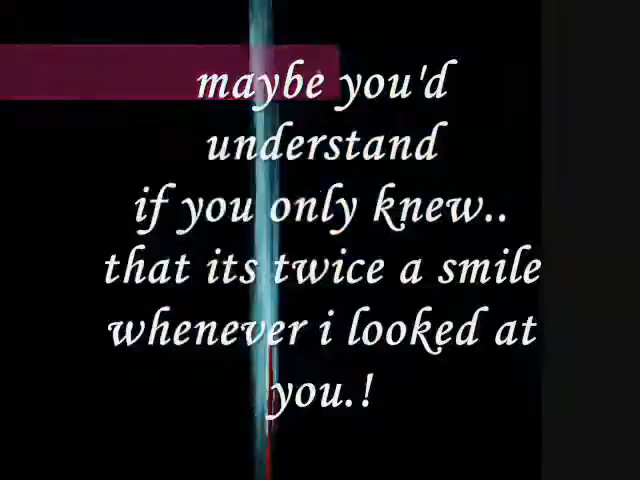 maybe you'd
understand
if you only knew..
that its twice a smile
whenever i looked at
you.!